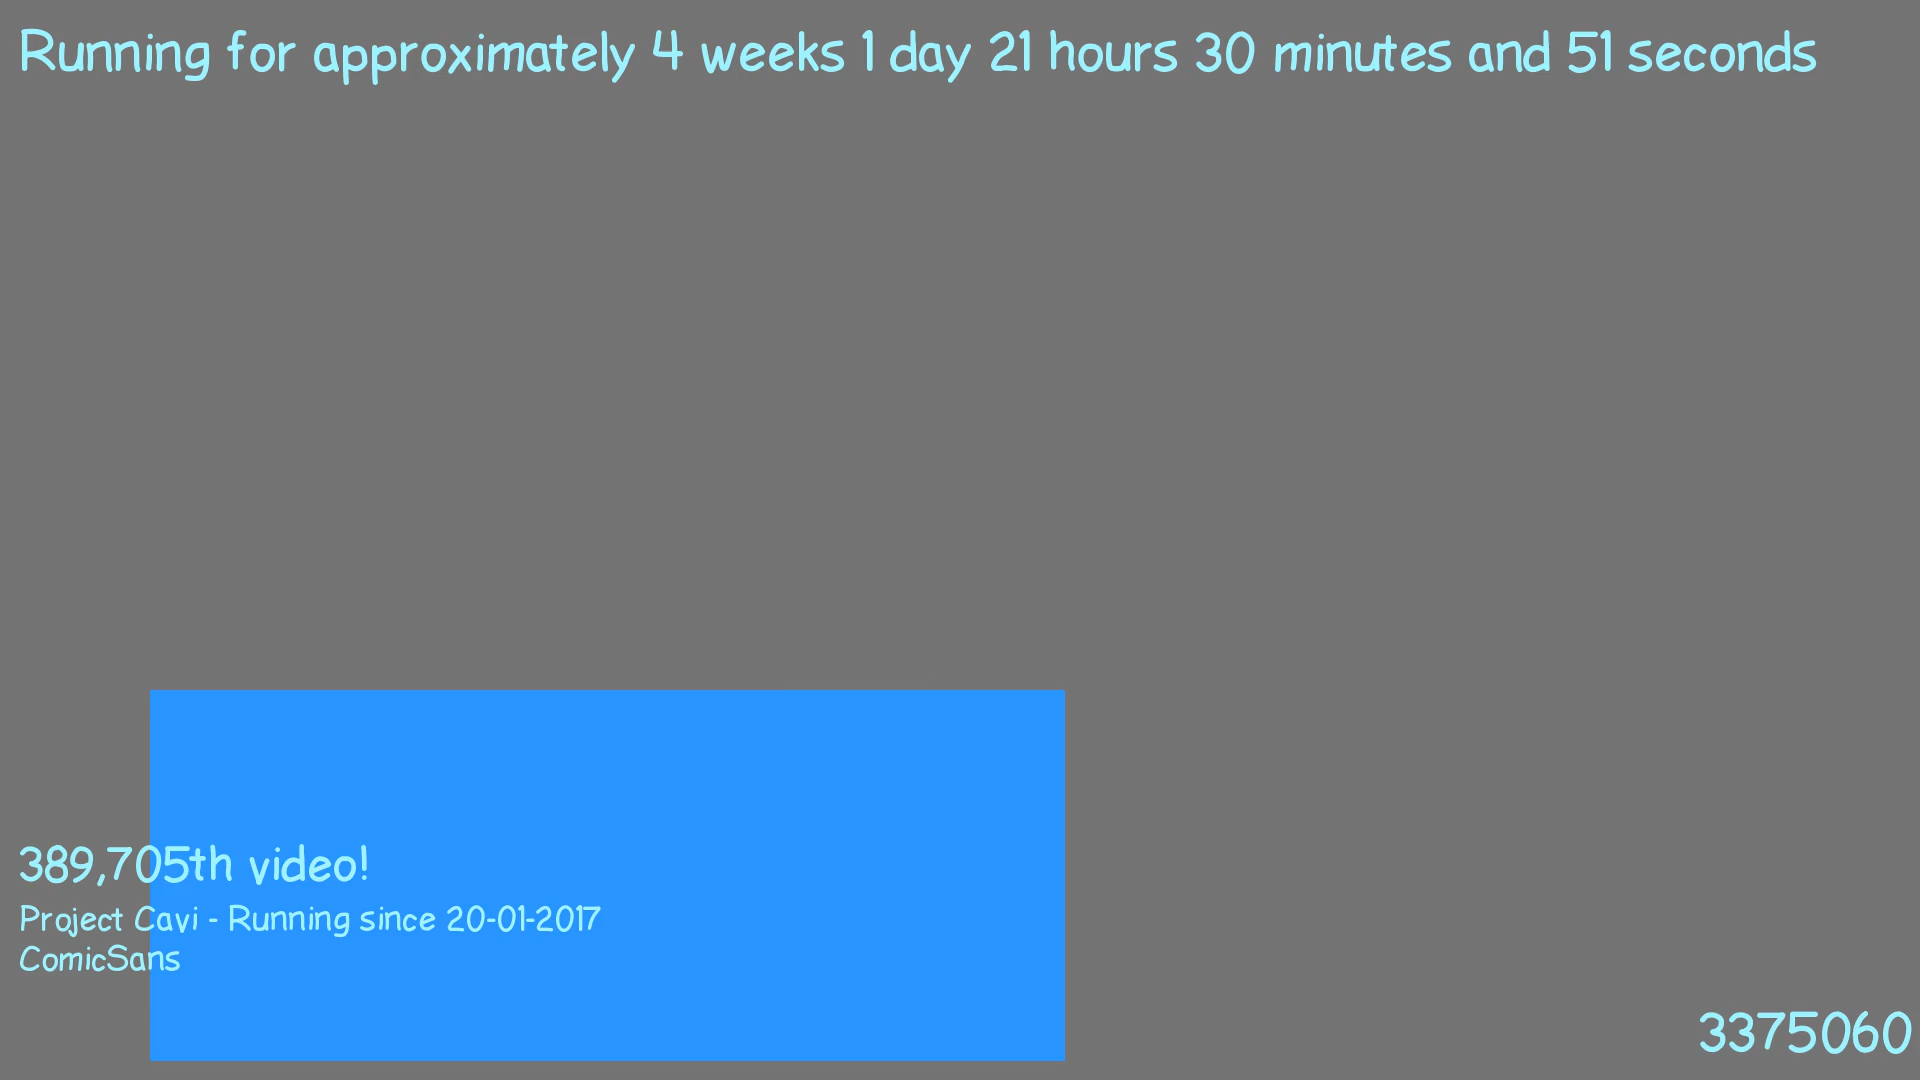 Running for approximately 4 weeks 1 day 21 hours 30 minutes and 51 seconds
389,705th video!
Project Cavi - Running since 20-01-2017
ComicSans
3375060